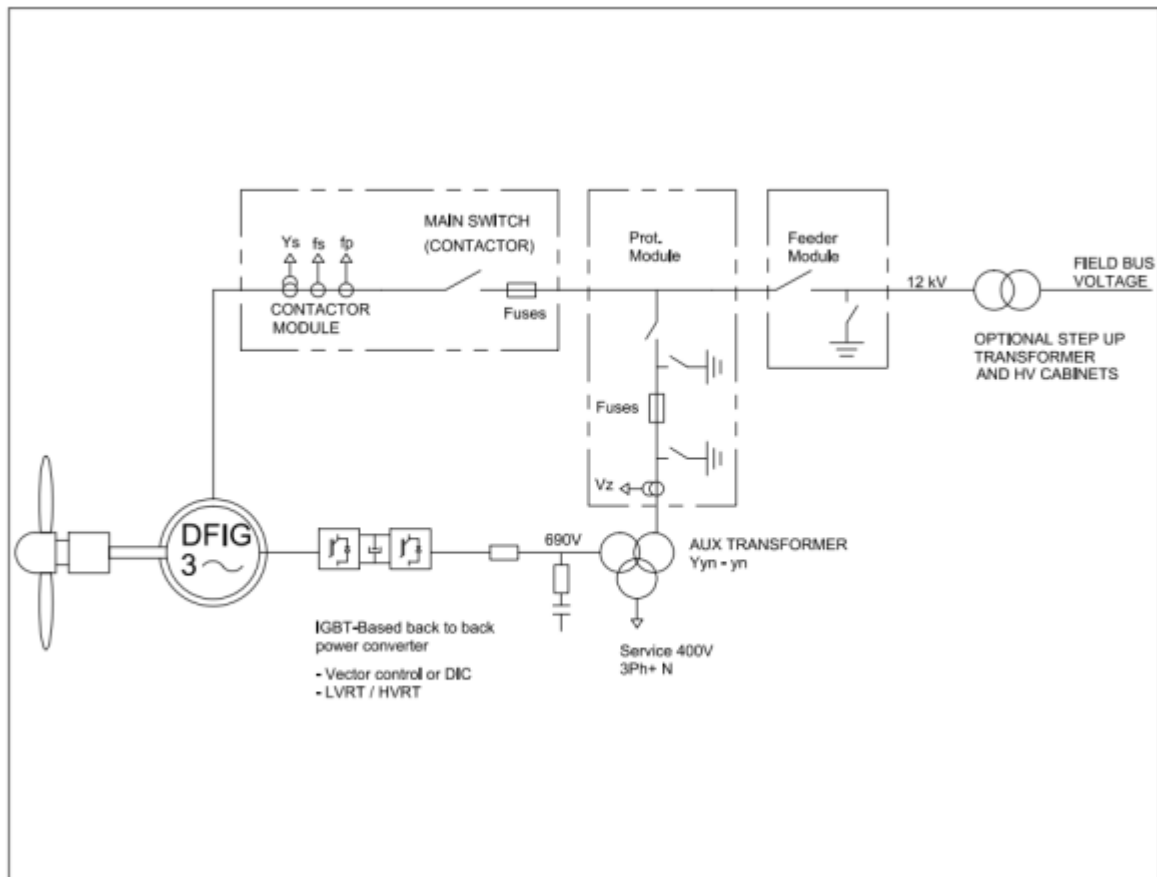 MAIN SWITCH
(CONTACTOR)
Ys fs fp
CONTACTOR
MODULE
Fuses
Prot.
Module
Feeder
Module
12 kV
FIELD BUS
VOLTAGE
OPTIONAL STEP UP
TRANSFORMER
AND HV CABINETS
Fuses
Vz
DFIG
3
690V
AUX TRANSFORMER
Yyn - yn
IGBT-Based back to back
power converter
- Vector control or DIC
- LVRT / HVRT
Service 400V
3Ph+ N